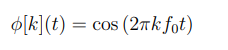 ϕ[k](t) = cos (2πkf₀t)